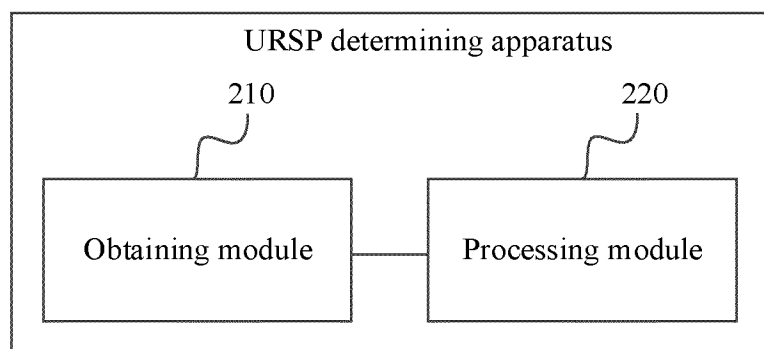 URSP determining apparatus
210
220
Obtaining module
Processing module